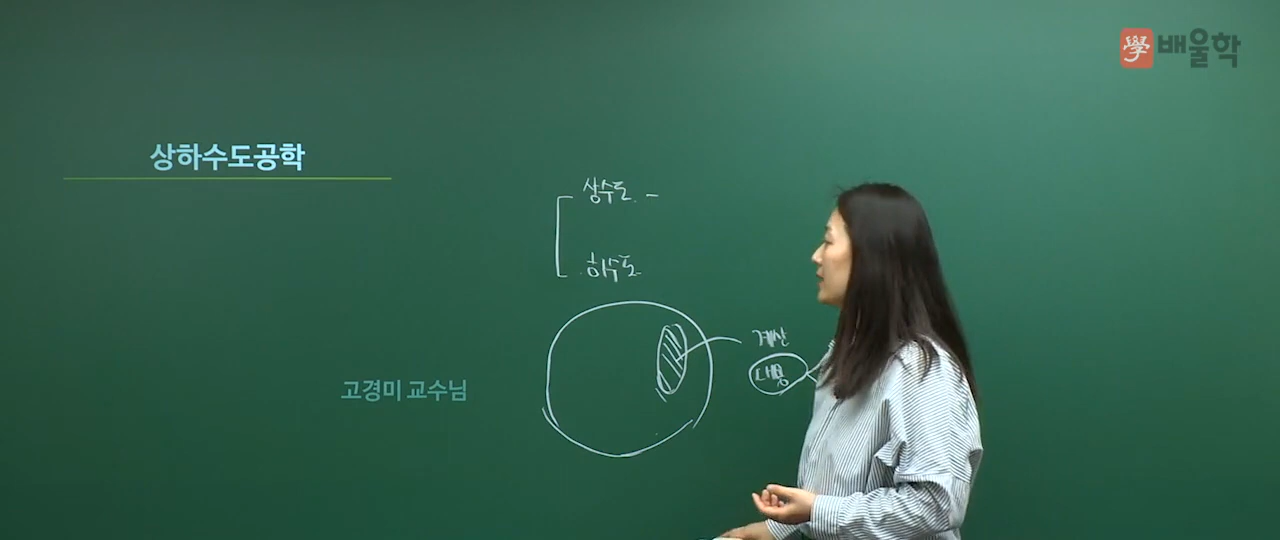 學 배울학
상하수도공학
상수도
하수도
계산
내용
고경미 교수님